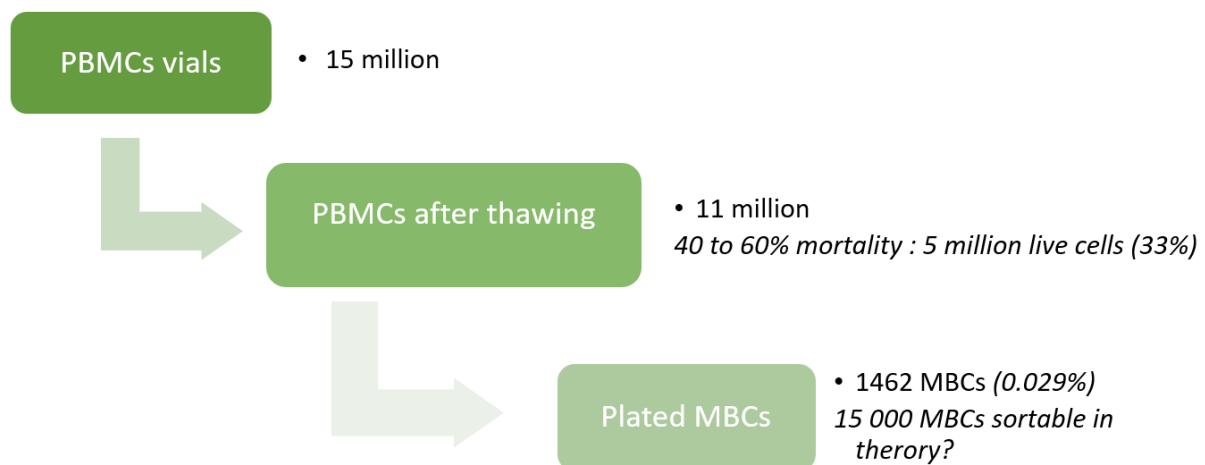 PBMCs vials
• 15 million
PBMCs after thawing
• 11 million
40 to 60% mortality : 5 million live cells (33%)
Plated MBCs
• 1462 MBCs (0.029%)
15 000 MBCs sortable in
therory?